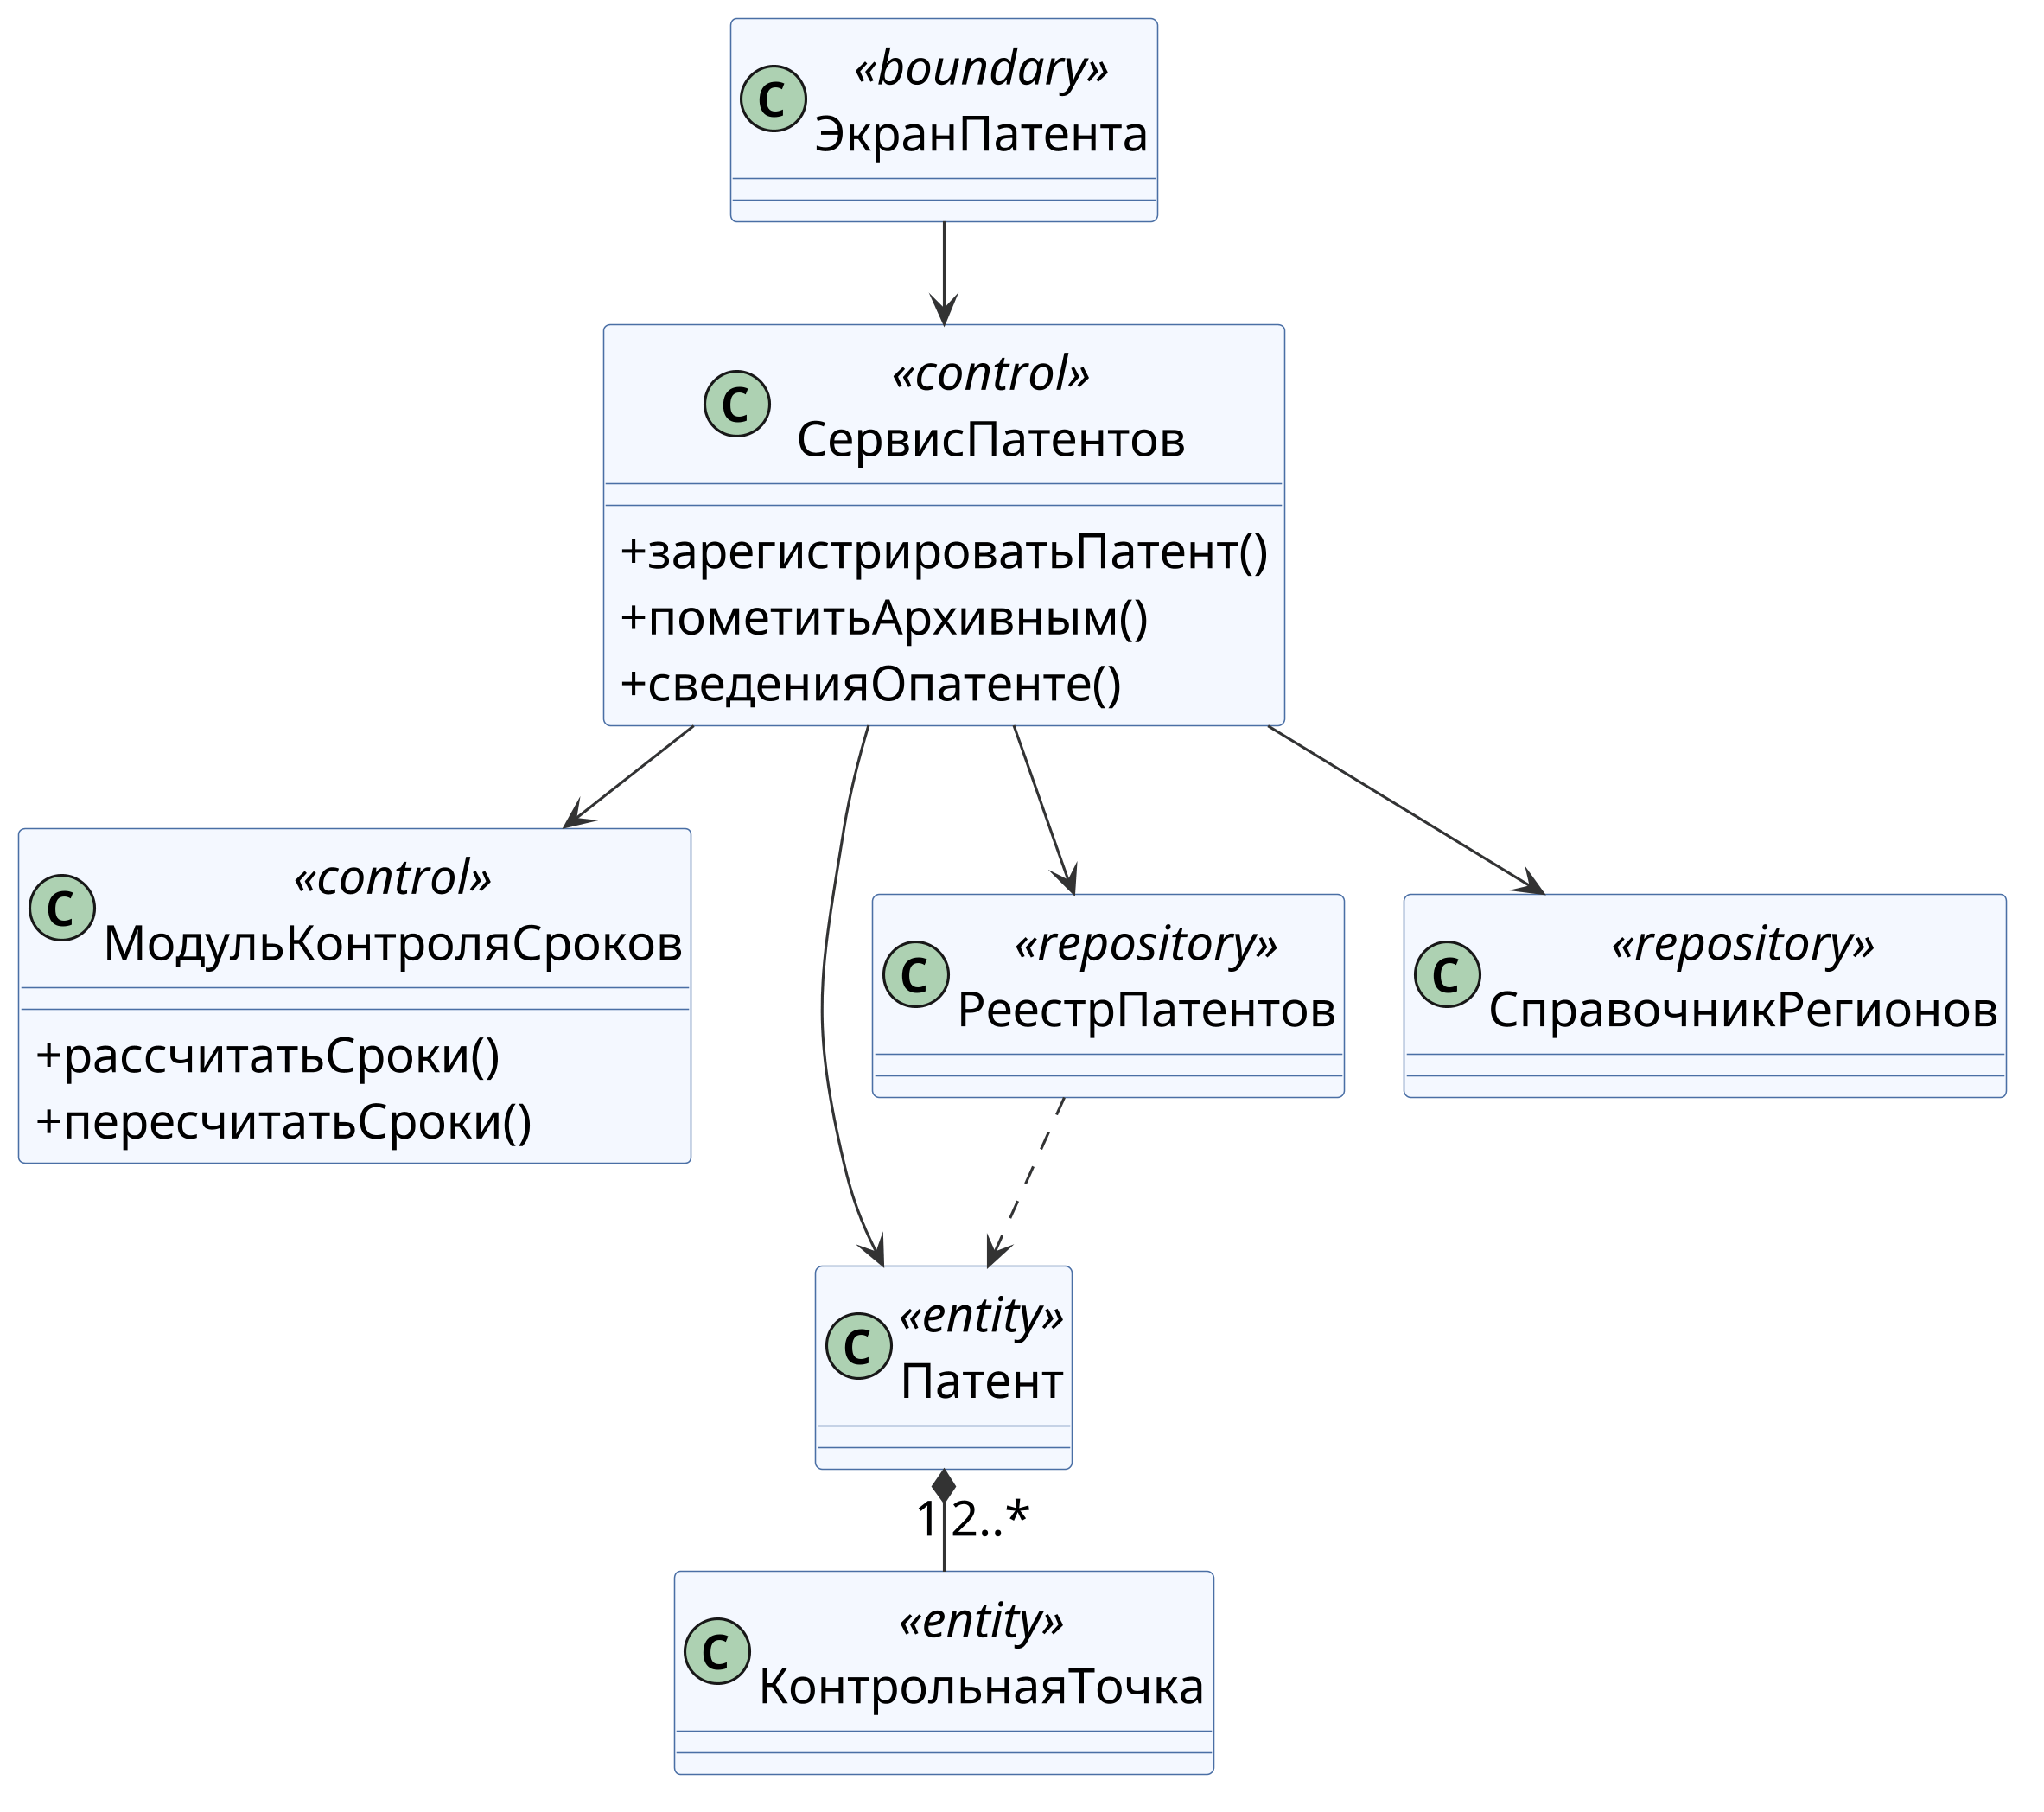 C
«boundary»
ЭкранПатента
C
«control»
СервисПатентов
+зарегистрироватьПатент()
+пометитьАрхивным()
+сведенияОпатенте()
C
«control»
МодульКонтроляСроков
+рассчитатьСроки()
+пересчитатьСроки()
C
«repository»
РеестрПатентов
C
«repository»
СправочникРегионов
C
«entity»
Патент
1 2..*
C
«entity»
КонтрольнаяТочка